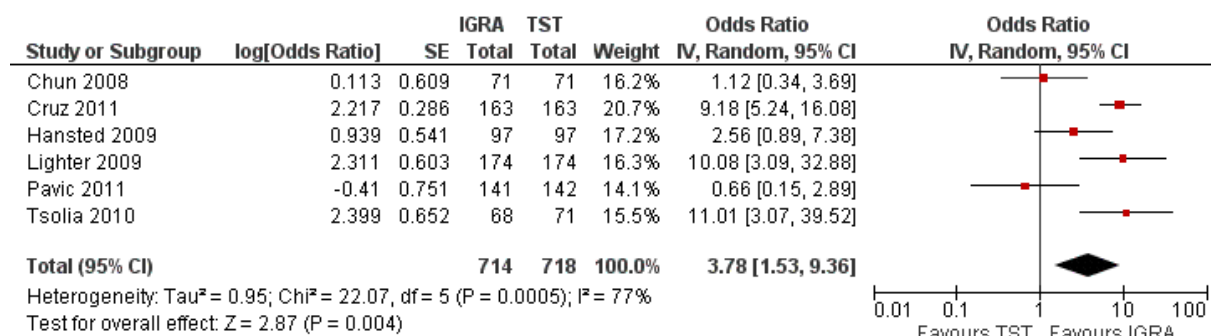 IGRA TST Odds Ratio Odds Ratio
Study or Subgroup log[Odds Ratio] SE Total Total Weight IV, Random, 95% CI IV, Random, 95% CI
Chun 2008 0.113 0.609 71 71 16.2% 1.12 [0.34, 3.69]
Cruz 2011 2.217 0.286 163 163 20.7% 9.18 [5.24, 16.08]
Hansted 2009 0.939 0.541 97 97 17.2% 2.56 [0.89, 7.38]
Lighter 2009 2.311 0.603 174 174 16.3% 10.08 [3.09, 32.88]
Pavic 2011 -0.41 0.751 141 142 14.1% 0.66 [0.15, 2.89]
Tsolia 2010 2.399 0.652 68 71 15.5% 11.01 [3.07, 39.52]
Total (95% CI) 714 718 100.0% 3.78 [1.53, 9.36]
Heterogeneity: Tau² = 0.95; Chi² = 22.07, df = 5 (P = 0.0005); I² = 77%
Test for overall effect: Z = 2.87 (P = 0.004)
0.01 0.1 1 10 100
Favours TST Favours IGRA